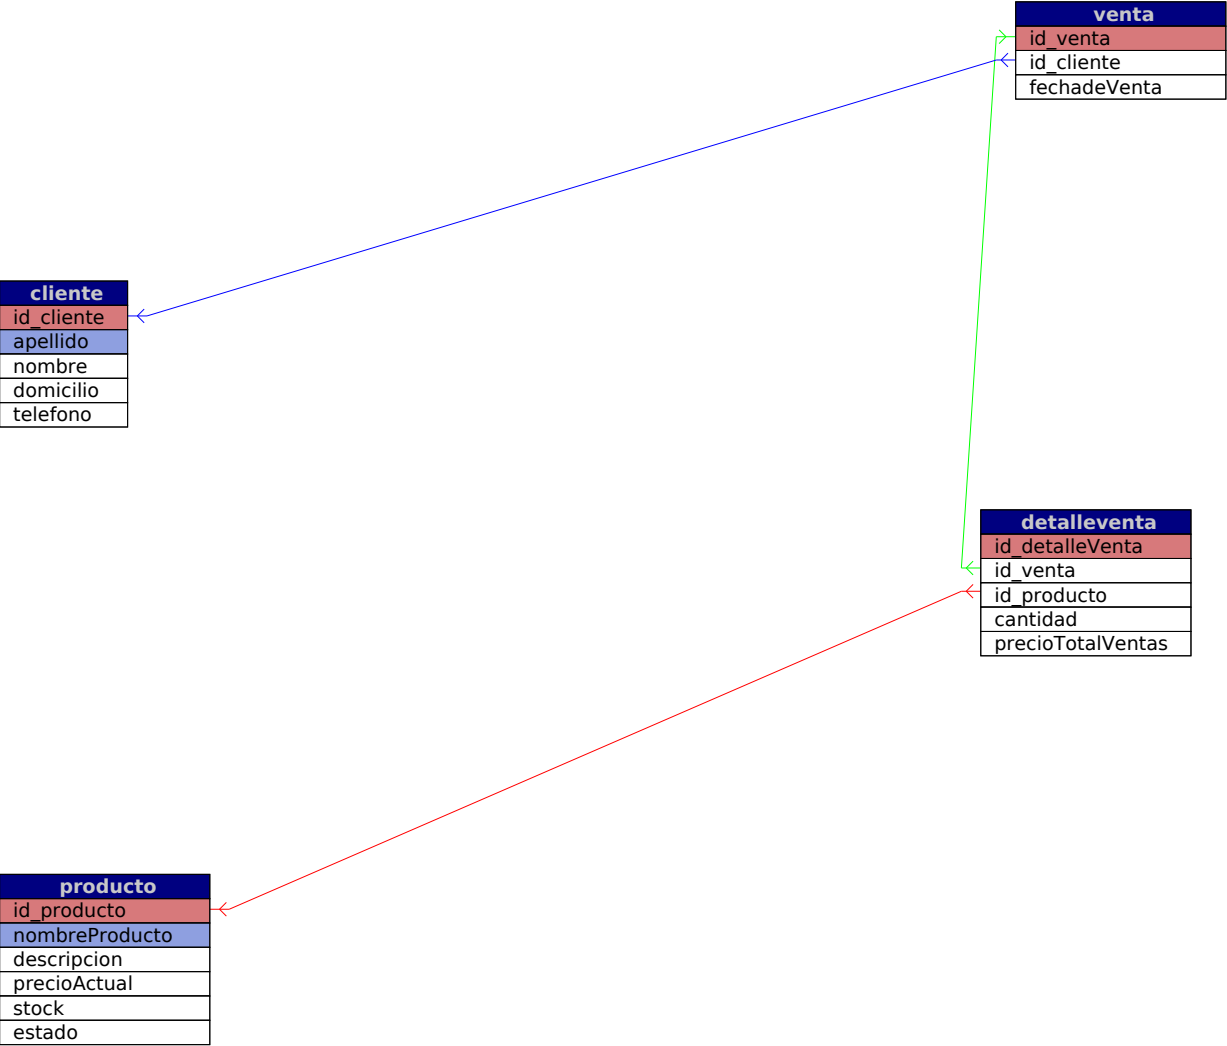 venta
id_venta
id_cliente
fechadeVenta
cliente
id_cliente
apellido
nombre
domicilio
telefono
detalleventa
id_detalleVenta
id_venta
id_producto
cantidad
precioTotalVentas
producto
id_producto
nombreProducto
descripcion
precioActual
stock
estado